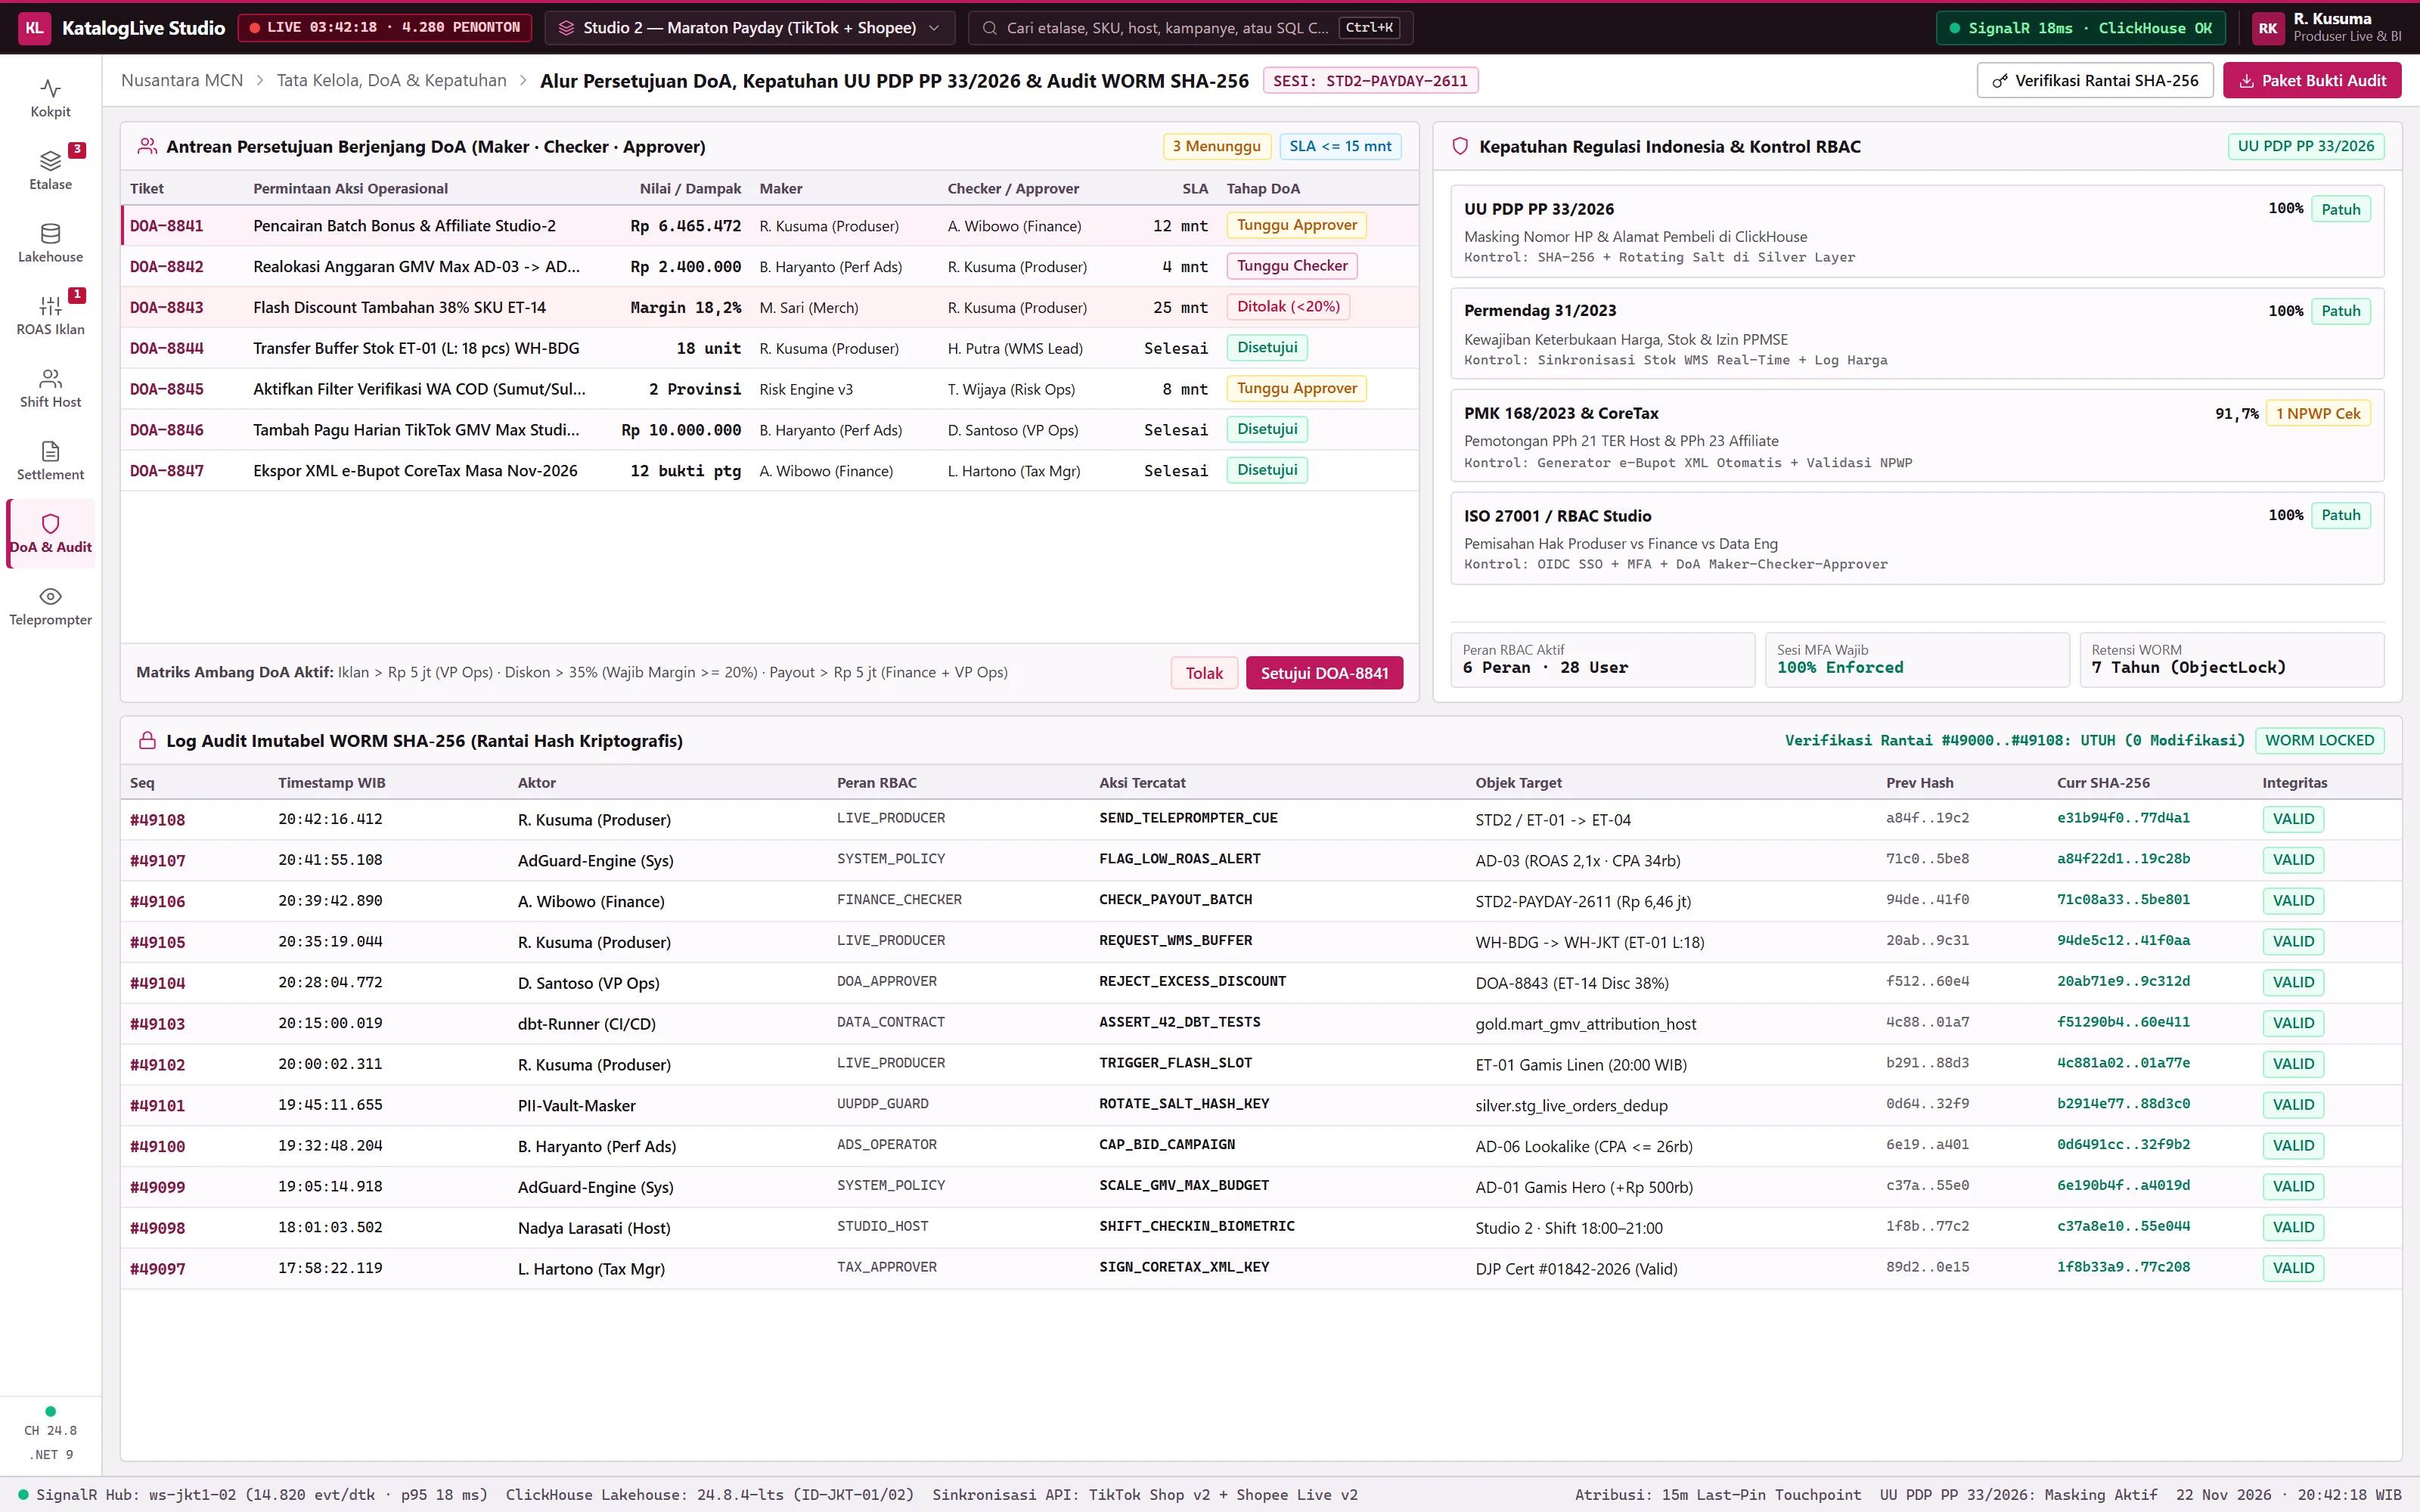 KL KatalogLive Studio LIVE 03:42:18 · 4.280 PENONTON Studio 2 — Maraton Payday (TikTok + Shopee) Cari etalase, SKU, host, kampanye, atau SQL C... Ctrl+K SignalR 18ms · ClickHouse OK RK R. Kusuma
Produser Live & BI
Nusantara MCN > Tata Kelola, DoA & Kepatuhan > Alur Persetujuan DoA, Kepatuhan UU PDP PP 33/2026 & Audit WORM SHA-256 SESI: STD2-PAYDAY-2611 Verifikasi Rantai SHA-256 Paket Bukti Audit
Kokpit
3
Etalase
Lakehouse
1
ROAS Iklan
Shift Host
Settlement
DoA & Audit
Teleprompter
CH 24.8
.NET 9
Antrean Persetujuan Berjenjang DoA (Maker · Checker · Approver) 3 Menunggu SLA <= 15 mnt
Tiket Permintaan Aksi Operasional Nilai / Dampak Maker Checker / Approver SLA Tahap DoA
DOA-8841 Pencairan Batch Bonus & Affiliate Studio-2 Rp 6.465.472 R. Kusuma (Produser) A. Wibowo (Finance) 12 mnt Tunggu Approver
DOA-8842 Realokasi Anggaran GMV Max AD-03 -> AD... Rp 2.400.000 B. Haryanto (Perf Ads) R. Kusuma (Produser) 4 mnt Tunggu Checker
DOA-8843 Flash Discount Tambahan 38% SKU ET-14 Margin 18,2% M. Sari (Merch) R. Kusuma (Produser) 25 mnt Ditolak (<20%)
DOA-8844 Transfer Buffer Stok ET-01 (L: 18 pcs) WH-BDG 18 unit R. Kusuma (Produser) H. Putra (WMS Lead) Selesai Disetujui
DOA-8845 Aktifkan Filter Verifikasi WA COD (Sumut/Sul... 2 Provinsi Risk Engine v3 T. Wijaya (Risk Ops) 8 mnt Tunggu Approver
DOA-8846 Tambah Pagu Harian TikTok GMV Max Studi... Rp 10.000.000 B. Haryanto (Perf Ads) D. Santoso (VP Ops) Selesai Disetujui
DOA-8847 Ekspor XML e-Bupot CoreTax Masa Nov-2026 12 bukti ptg A. Wibowo (Finance) L. Hartono (Tax Mgr) Selesai Disetujui
Matriks Ambang DoA Aktif: Iklan > Rp 5 jt (VP Ops) · Diskon > 35% (Wajib Margin >= 20%) · Payout > Rp 5 jt (Finance + VP Ops) Tolak Setujui DOA-8841
Kepatuhan Regulasi Indonesia & Kontrol RBAC UU PDP PP 33/2026
UU PDP PP 33/2026 100% Patuh
Masking Nomor HP & Alamat Pembeli di ClickHouse
Kontrol: SHA-256 + Rotating Salt di Silver Layer
Permendag 31/2023 100% Patuh
Kewajiban Keterbukaan Harga, Stok & Izin PPMSE
Kontrol: Sinkronisasi Stok WMS Real-Time + Log Harga
PMK 168/2023 & CoreTax 91,7% 1 NPWP Cek
Pemotongan PPh 21 TER Host & PPh 23 Affiliate
Kontrol: Generator e-Bupot XML Otomatis + Validasi NPWP
ISO 27001 / RBAC Studio 100% Patuh
Pemisahan Hak Produser vs Finance vs Data Eng
Kontrol: OIDC SSO + MFA + DoA Maker-Checker-Approver
Peran RBAC Aktif Sesi MFA Wajib Retensi WORM
6 Peran · 28 User 100% Enforced 7 Tahun (ObjectLock)
Log Audit Imutabel WORM SHA-256 (Rantai Hash Kriptografis) Verifikasi Rantai #49000..#49108: UTUH (0 Modifikasi) WORM LOCKED
Seq Timestamp WIB Aktor Peran RBAC Aksi Tercatat Objek Target Prev Hash Curr SHA-256 Integritas
#49108 20:42:16.412 R. Kusuma (Produser) LIVE_PRODUCER SEND_TELEPROMPTER_CUE STD2 / ET-01 -> ET-04 a84f..19c2 e31b94f0..77d4a1 VALID
#49107 20:41:55.108 AdGuard-Engine (Sys) SYSTEM_POLICY FLAG_LOW_ROAS_ALERT AD-03 (ROAS 2,1x · CPA 34rb) 71c0..5be8 a84f22d1..19c28b VALID
#49106 20:39:42.890 A. Wibowo (Finance) FINANCE_CHECKER CHECK_PAYOUT_BATCH STD2-PAYDAY-2611 (Rp 6,46 jt) 94de..41f0 71c08a33..5be801 VALID
#49105 20:35:19.044 R. Kusuma (Produser) LIVE_PRODUCER REQUEST_WMS_BUFFER WH-BDG -> WH-JKT (ET-01 L:18) 20ab..9c31 94de5c12..41f0aa VALID
#49104 20:28:04.772 D. Santoso (VP Ops) DOA_APPROVER REJECT_EXCESS_DISCOUNT DOA-8843 (ET-14 Disc 38%) f512..60e4 20ab71e9..9c312d VALID
#49103 20:15:00.019 dbt-Runner (CI/CD) DATA_CONTRACT ASSERT_42_DBT_TESTS gold.mart_gmv_attribution_host 4c88..01a7 f51290b4..60e411 VALID
#49102 20:00:02.311 R. Kusuma (Produser) LIVE_PRODUCER TRIGGER_FLASH_SLOT ET-01 Gamis Linen (20:00 WIB) b291..88d3 4c881a02..01a77e VALID
#49101 19:45:11.655 PII-Vault-Masker UUPDP_GUARD ROTATE_SALT_HASH_KEY silver.stg_live_orders_dedup 0d64..32f9 b2914e77..88d3c0 VALID
#49100 19:32:48.204 B. Haryanto (Perf Ads) ADS_OPERATOR CAP_BID_CAMPAIGN AD-06 Lookalike (CPA <= 26rb) 6e19..a401 0d6491cc..32f9b2 VALID
#49099 19:05:14.918 AdGuard-Engine (Sys) SYSTEM_POLICY SCALE_GMV_MAX_BUDGET AD-01 Gamis Hero (+Rp 500rb) c37a..55e0 6e190b4f..a4019d VALID
#49098 18:01:03.502 Nadya Larasati (Host) STUDIO_HOST SHIFT_CHECKIN_BIOMETRIC Studio 2 · Shift 18:00–21:00 1f8b..77c2 c37a8e10..55e044 VALID
#49097 17:58:22.119 L. Hartono (Tax Mgr) TAX_APPROVER SIGN_CORETAX_XML_KEY DJP Cert #01842-2026 (Valid) 89d2..0e15 1f8b33a9..77c208 VALID
SignalR Hub: ws-jkt1-02 (14.820 evt/dtk · p95 18 ms) ClickHouse Lakehouse: 24.8.4-lts (ID-JKT-01/02) Sinkronisasi API: TikTok Shop v2 + Shopee Live v2 Atribusi: 15m Last-Pin Touchpoint UU PDP PP 33/2026: Masking Aktif 22 Nov 2026 · 20:42:18 WIB